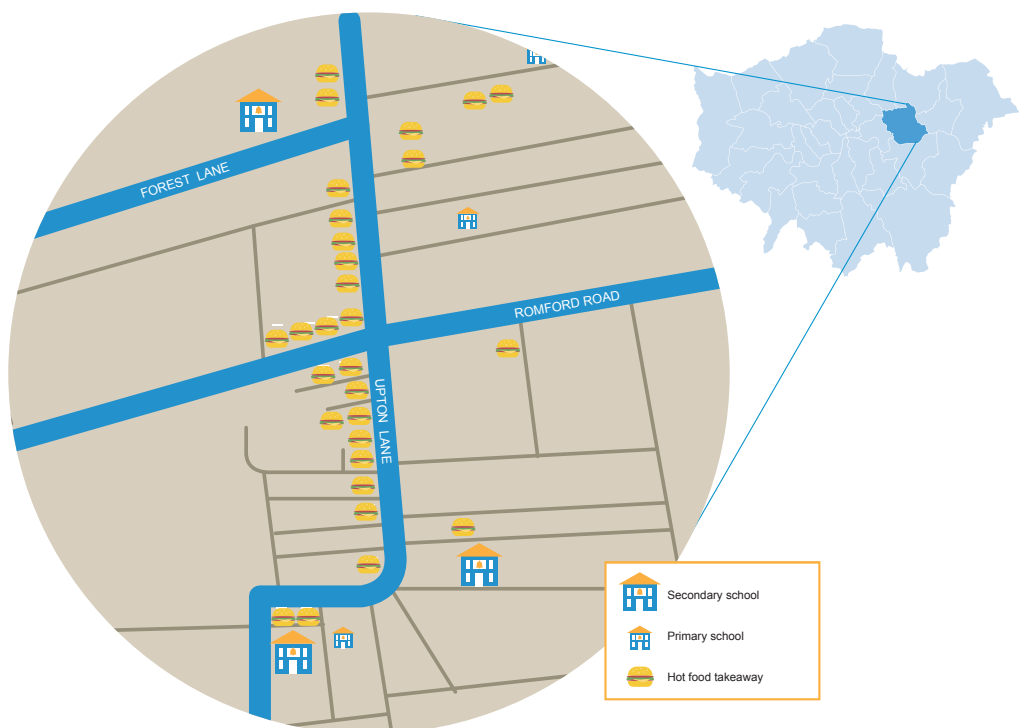 FOREST LANE
ROMFORD ROAD
UPTON LANE
Secondary school
Primary school
Hot food takeaway